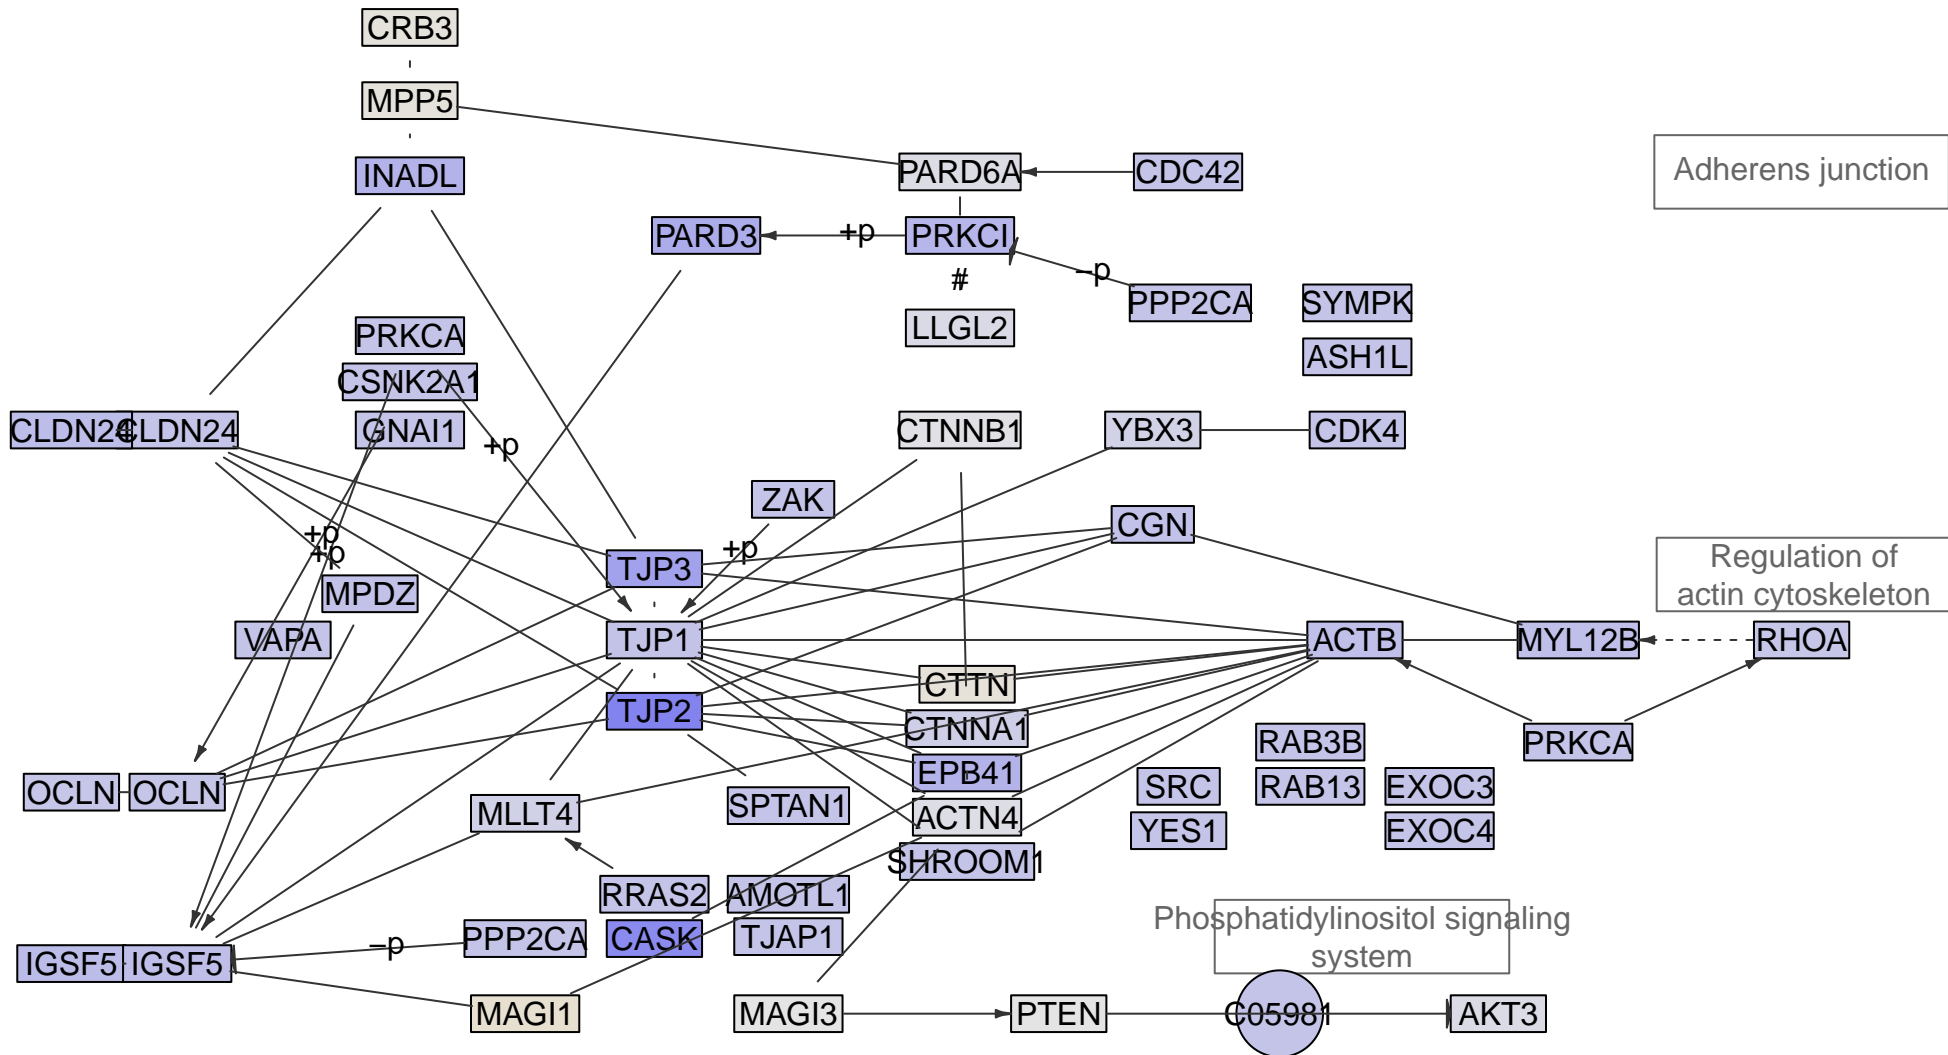 CRB3
MPP5
INADL
PARD6A
CDC42
Adherens junction
PARD3
+p
PRKCI
–p
#
PPP2CA
SYMPK
LLGL2
PRKCA
ASH1L
CSNK2A1
CLDN24
CLDN24
GNAI1
+p
CTNNB1
YBX3
CDK4
ZAK
CGN
+p
+p
+p
TJP3
Regulation of
actin cytoskeleton
MPDZ
VAPA
TJP1
ACTB
MYL12B
RHOA
CTTN
TJP2
CTNNA1
RAB3B
PRKCA
EPB41
OCLN
OCLN
SRC
RAB13
EXOC3
MLLT4
SPTAN1
ACTN4
YES1
EXOC4
SHROOM1
RRAS2
AMOTL1
Phosphatidylinositol signaling
system
–p
PPP2CA
CASK
TJAP1
IGSF5
IGSF5
MAGI1
MAGI3
PTEN
C05981
AKT3